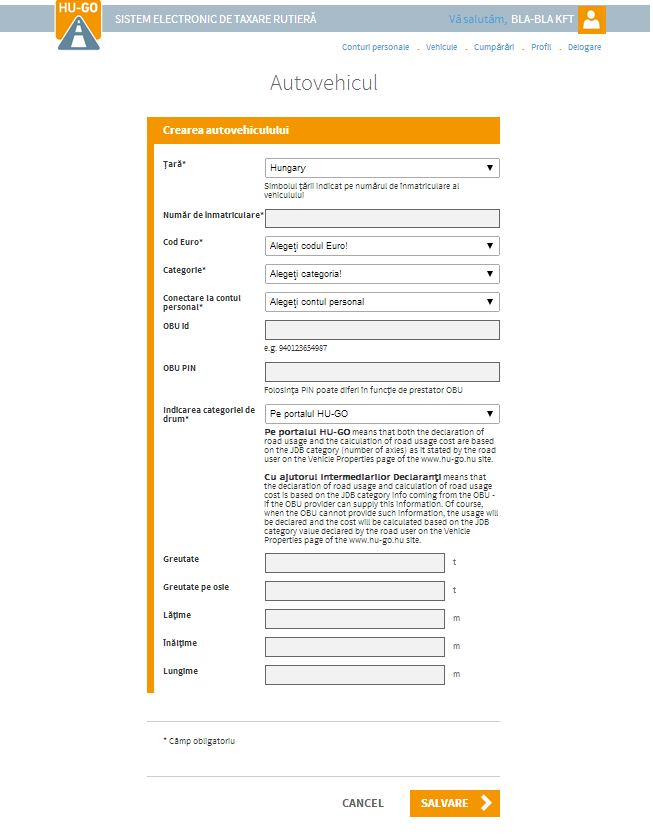 HU-GO
SISTEM ELECTRONIC DE TAXARE RUTIERĂ
Vă salutăm, BLA-BLA KFT
Conturi personale . Vehicule . Cumpărări . Profil . Delogare
Autovehicul
Crearea autovehiculului
Țară*
Hungary
Simbolul țării indicat pe numărul de înmatriculare al
vehiculului
Număr de înmatriculare*
Cod Euro*
Alegeți codul Euro!
Categorie*
Alegeți categoria!
Conectare la contul
personal*
Alegeți contul personal
OBU Id
e.g. 940123654987
OBU PIN
Folosința PIN poate diferi în funcție de prestator OBU
Indicarea categoriei de
drum*
Pe portalul HU-GO
Pe portalul HU-GO means that both the declaration of
road usage and the calculation of road usage cost are based
on the JDB category (number of axles) as it stated by the road
user on the Vehicle Properties page of the www.hu-go.hu site.
Cu ajutorul Intermediarilor Declaranți means that
the declaration of road usage and calculation of road usage
cost is based on the JDB category info coming from the OBU -
if the OBU provider can supply this information. Of course,
when the OBU cannot provide such information, the usage will
be declared and the cost will be calculated based on the JDB
category value declared by the road user on the Vehicle
Properties page of the www.hu-go.hu site.
Greutate
t
Greutate pe osie
t
Lățime
m
Înălțime
m
Lungime
m
* Câmp obligatoriu
CANCEL
SALVARE